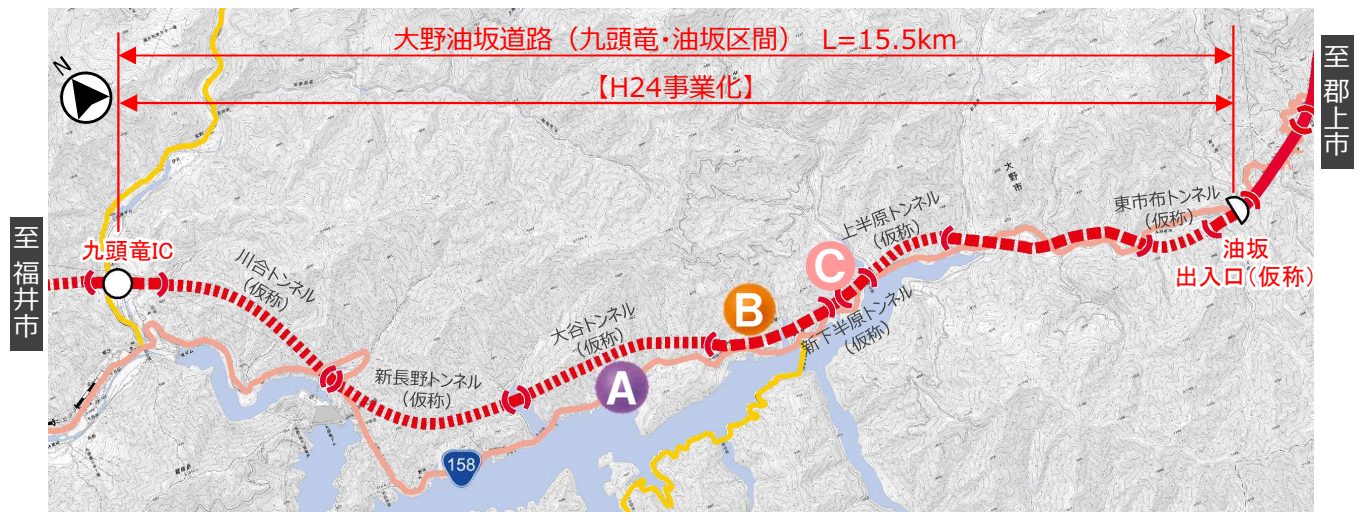 大野油坂道路（九頭竜・油坂区間） L=15.5km
【H24事業化】
N
至 郡上市
至 福井市
九頭竜IC
川合トンネル
（仮称）
新長野トンネル
（仮称）
大谷トンネル
（仮称）
A
B
C
上半原トンネル
（仮称）
新下半原トンネル
（仮称）
大野市
東市布トンネル
（仮称）
油坂
出入口（仮称）
158